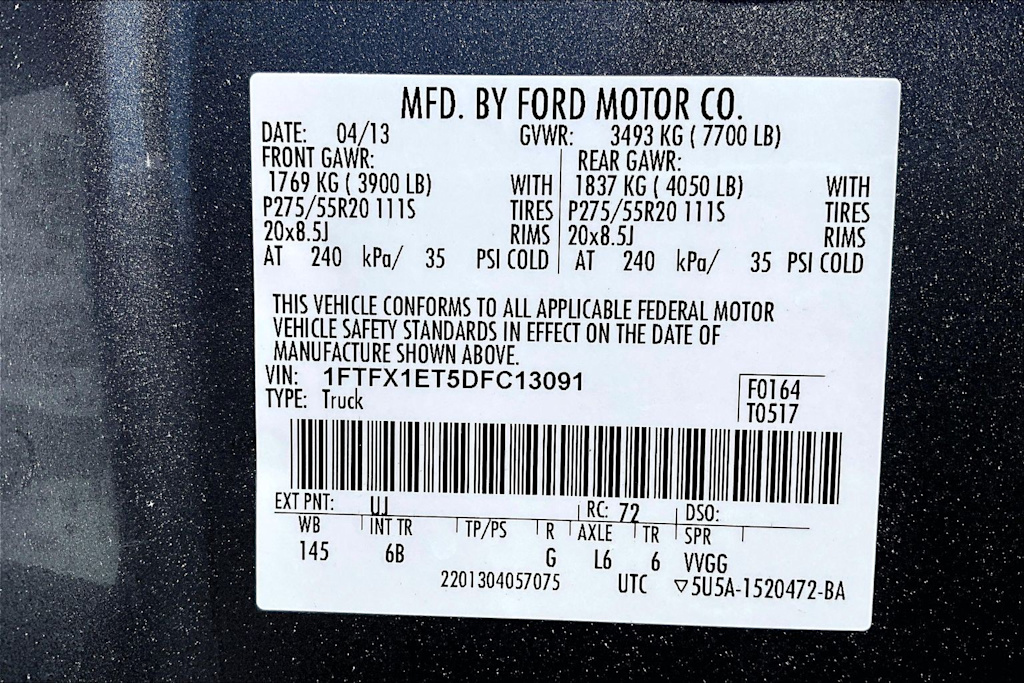 MFD. BY FORD MOTOR CO.
DATE: 04/13 GVWR: 3493 KG ( 7700 LB)
FRONT GAWR: REAR GAWR:
1769 KG ( 3900 LB) WITH 1837 KG ( 4050 LB) WITH
P275/55R20 111S TIRES P275/55R20 111S TIRES
20x8.5J RIMS 20x8.5J RIMS
AT 240 kPa/ 35 PSI COLD AT 240 kPa/ 35 PSI COLD
THIS VEHICLE CONFORMS TO ALL APPLICABLE FEDERAL MOTOR
VEHICLE SAFETY STANDARDS IN EFFECT ON THE DATE OF
MANUFACTURE SHOWN ABOVE.
VIN: 1FTFX1ET5DFC13091
TYPE: Truck
F0164
T0517
EXT PNT: UJ RC: 72 DSO:
WB INT TR TP/PS R AXLE TR SPR
145 6B G L6 6 VVGG
2201304057075 UTC ▽5U5A-1520472-BA